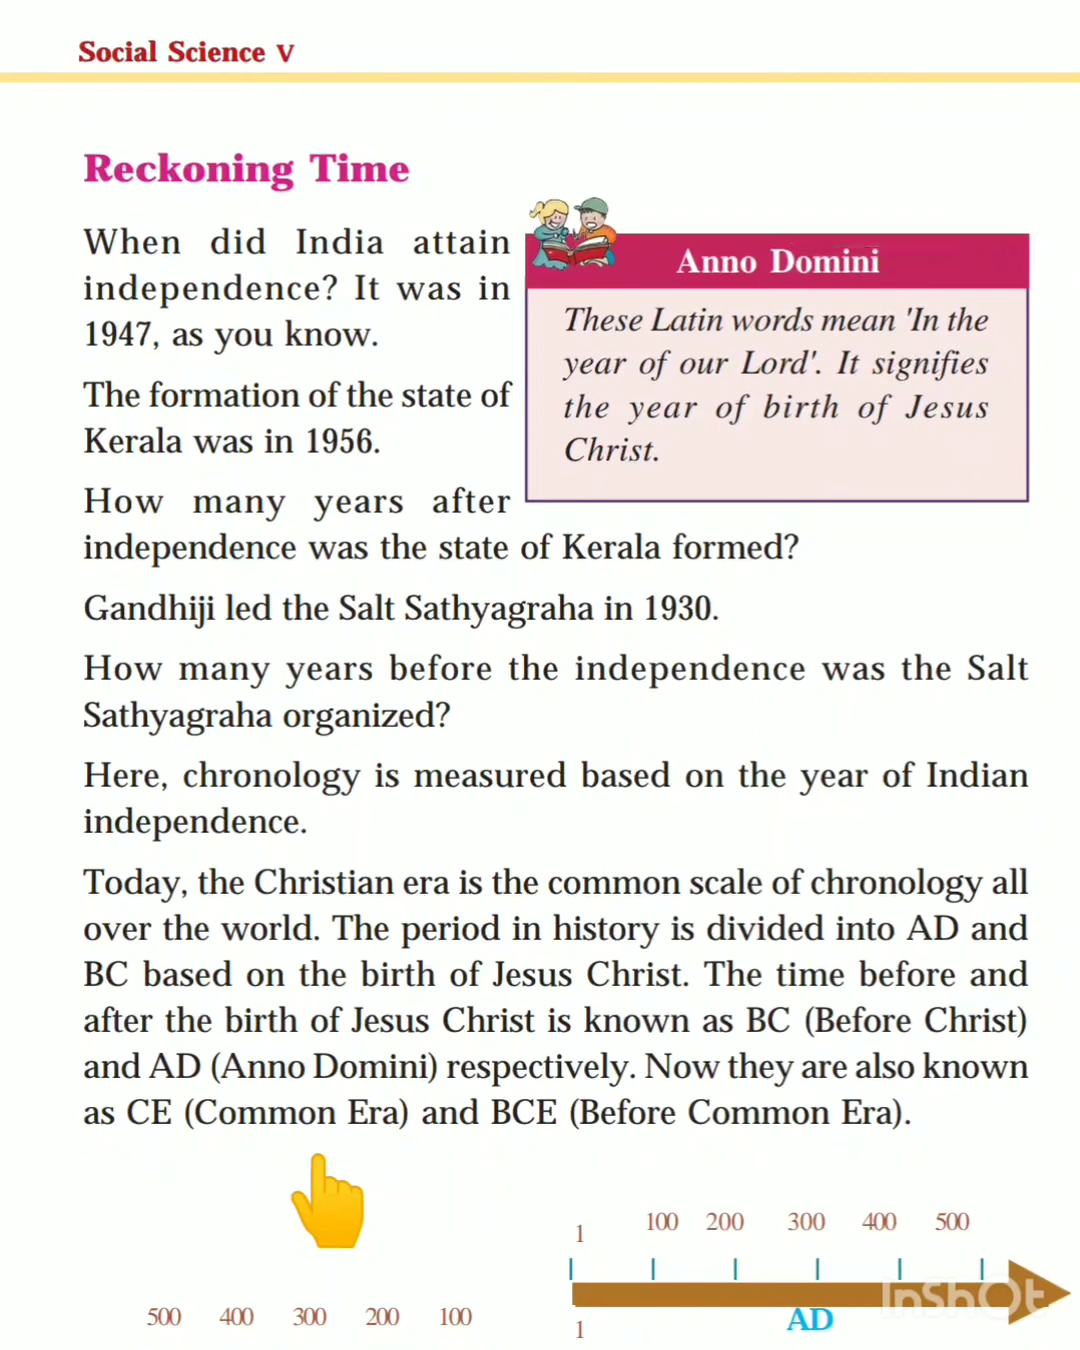 Social Science V
Reckoning Time
When did India attain
independence? It was in
1947, as you know.
The formation of the state of
Kerala was in 1956.
How many years after
independence was the state of Kerala formed?
Anno Domini
These Latin words mean 'In the
year of our Lord'. It signifies
the year of birth of Jesus
Christ.
Gandhiji led the Salt Sathyagraha in 1930.
How many years before the independence was the Salt
Sathyagraha organized?
Here, chronology is measured based on the year of Indian
independence.
Today, the Christian era is the common scale of chronology all
over the world. The period in history is divided into AD and
BC based on the birth of Jesus Christ. The time before and
after the birth of Jesus Christ is known as BC (Before Christ)
and AD (Anno Domini) respectively. Now they are also known
as CE (Common Era) and BCE (Before Common Era).
1 100 200 300 400 500
InShOt
AD
500 400 300 200 100 1